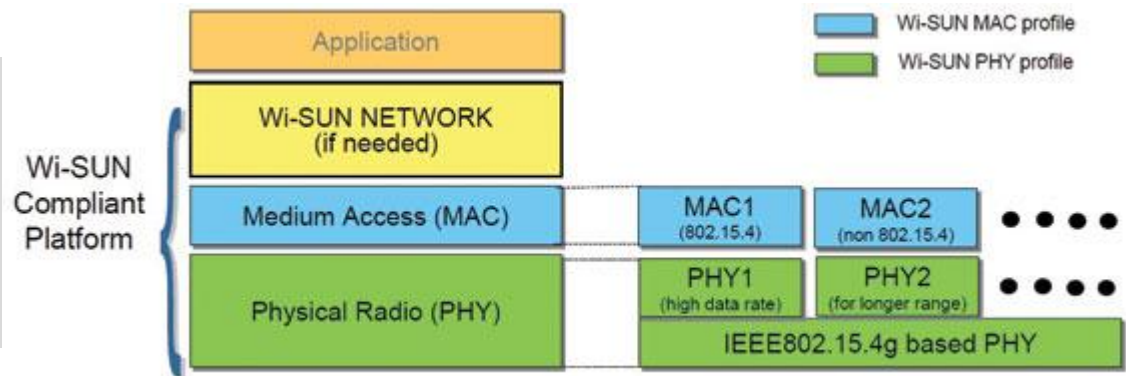 Application
Wi-SUN MAC profile
Wi-SUN PHY profile
Wi-SUN NETWORK
(if needed)
Wi-SUN
Compliant
Platform
Medium Access (MAC)
MAC1
(802.15.4)
MAC2
(non 802.15.4)
Physical Radio (PHY)
PHY1
(high data rate)
PHY2
(for longer range)
IEEE802.15.4g based PHY